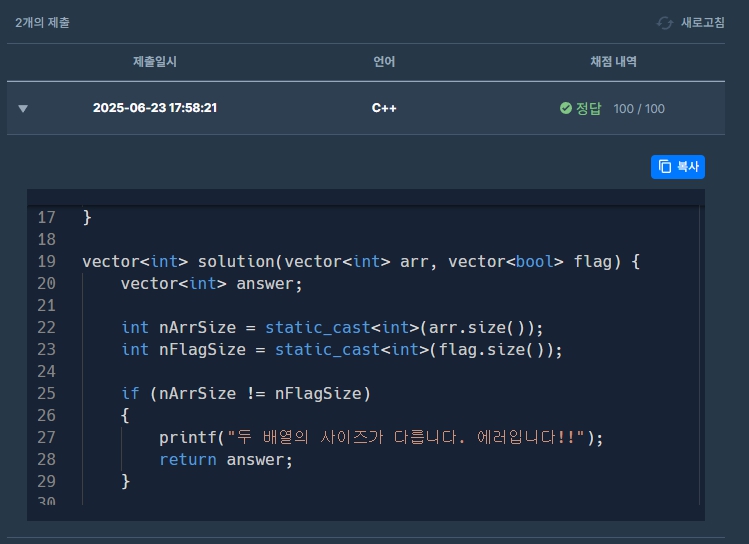 2개의 제출
새로고침
제출일시 언어 채점 내역
▼ 2025-06-23 17:58:21 C++ 정답 100 / 100
복사
17 }
18
19 vector<int> solution(vector<int> arr, vector<bool> flag) {
20 vector<int> answer;
21
22 int nArrSize = static_cast<int>(arr.size());
23 int nFlagSize = static_cast<int>(flag.size());
24
25 if (nArrSize != nFlagSize)
26 {
27 printf("두 배열의 사이즈가 다릅니다. 에러입니다!!");
28 return answer;
29 }
30